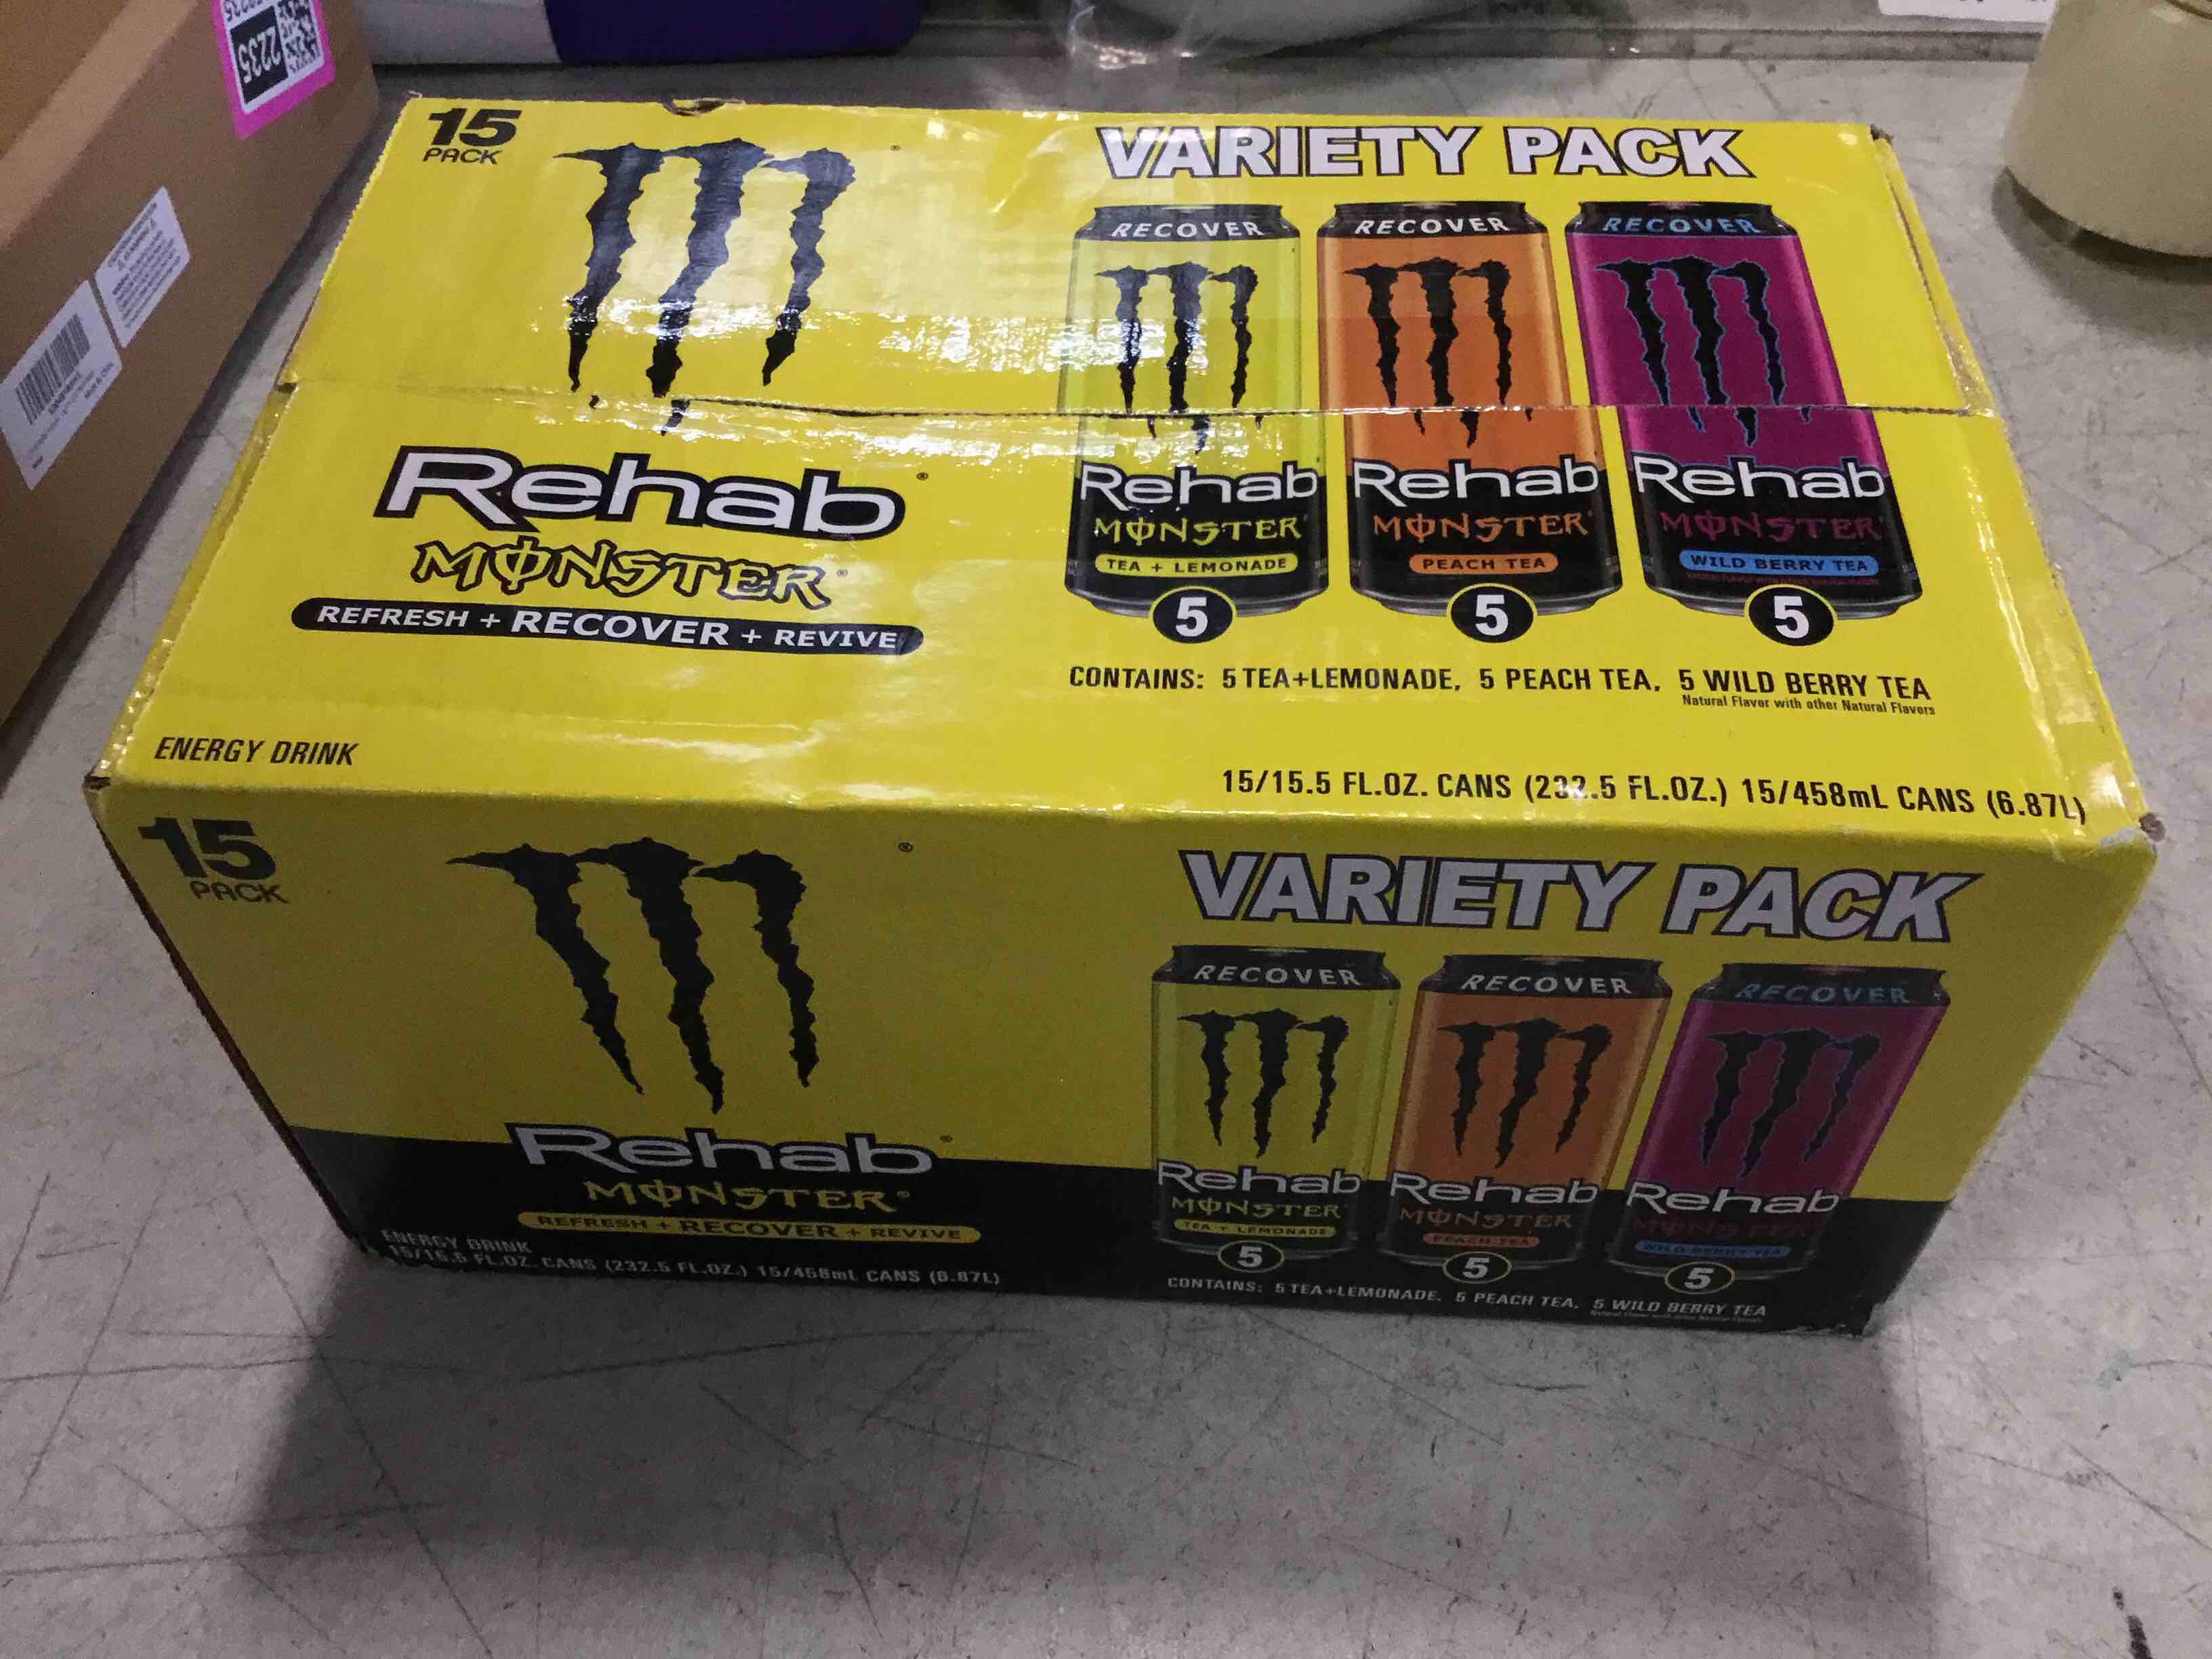 2235
15
PACK
VARIETY PACK
RECOVER
RECOVER
RECOVER
Rehab
MONSTER
REFRESH + RECOVER + REVIVE
Rehab
MONSTER
TEA + LEMONADE
5
Rehab
MONSTER
PEACH TEA
5
Rehab
MONSTER
WILD BERRY TEA
5
CONTAINS: 5 TEA+LEMONADE, 5 PEACH TEA, 5 WILD BERRY TEA
Natural Flavor with other Natural Flavors
ENERGY DRINK
15/15.5 FL.OZ. CANS (232.5 FL.OZ.) 15/458mL CANS (6.87L)
15
PACK
VARIETY PACK
RECOVER
RECOVER
RECOVER
Rehab
MONSTER
REFRESH + RECOVER + REVIVE
ENERGY DRINK
15/15.5 FL.OZ. CANS (232.5 FL.OZ.) 15/458mL CANS (6.87L)
Rehab
MONSTER
TEA + LEMONADE
5
Rehab
MONSTER
PEACH TEA
5
Rehab
MONSTER
WILD BERRY TEA
5
CONTAINS: 5 TEA+LEMONADE, 5 PEACH TEA, 5 WILD BERRY TEA